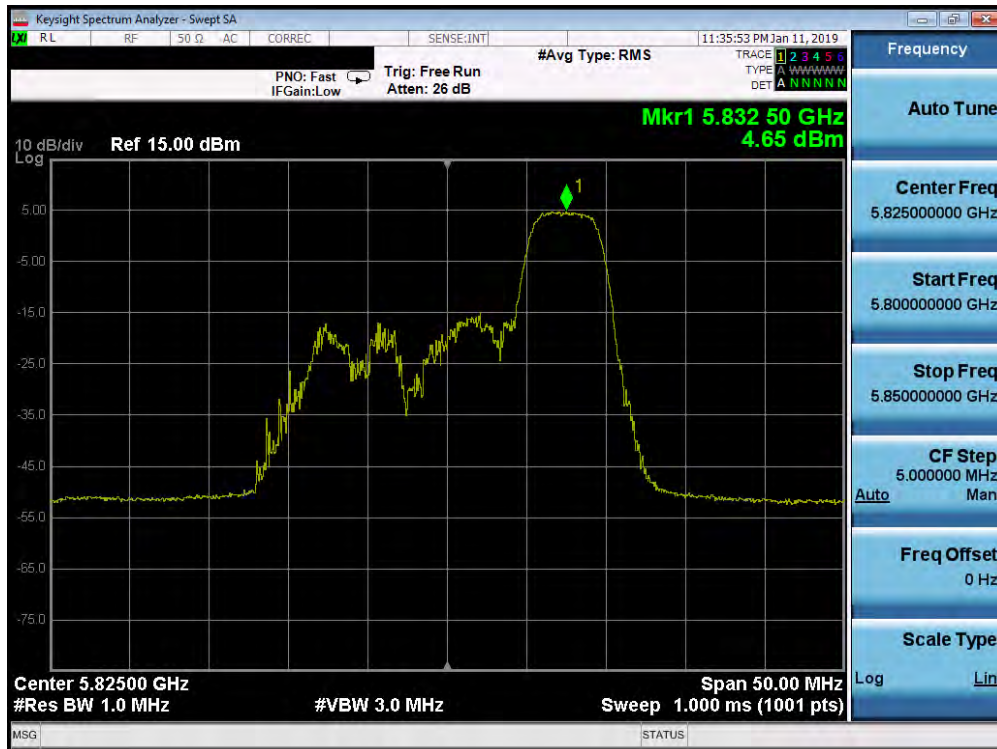 Keysight Spectrum Analyzer - Swept SA
LXI RL RF 50 Ω AC CORREC SENSE:INT 11:35:53 PM Jan 11, 2019
#Avg Type: RMS TRACE 1 2 3 4 5 6
PNO: Fast Trig: Free Run TYPE A WWWWW
IFGain:Low Atten: 26 dB DET A N N N N N
Mkr1 5.832 50 GHz
4.65 dBm
10 dB/div Ref 15.00 dBm
Log
1
5.00
-5.00
-15.0
-25.0
-35.0
-45.0
-55.0
-65.0
-75.0
Center 5.82500 GHz Span 50.00 MHz
#Res BW 1.0 MHz #VBW 3.0 MHz Sweep 1.000 ms (1001 pts)
MSG STATUS
Frequency
Auto Tune
Center Freq
5.825000000 GHz
Start Freq
5.800000000 GHz
Stop Freq
5.850000000 GHz
CF Step
5.000000 MHz
Auto Man
Freq Offset
0 Hz
Scale Type
Log Lin